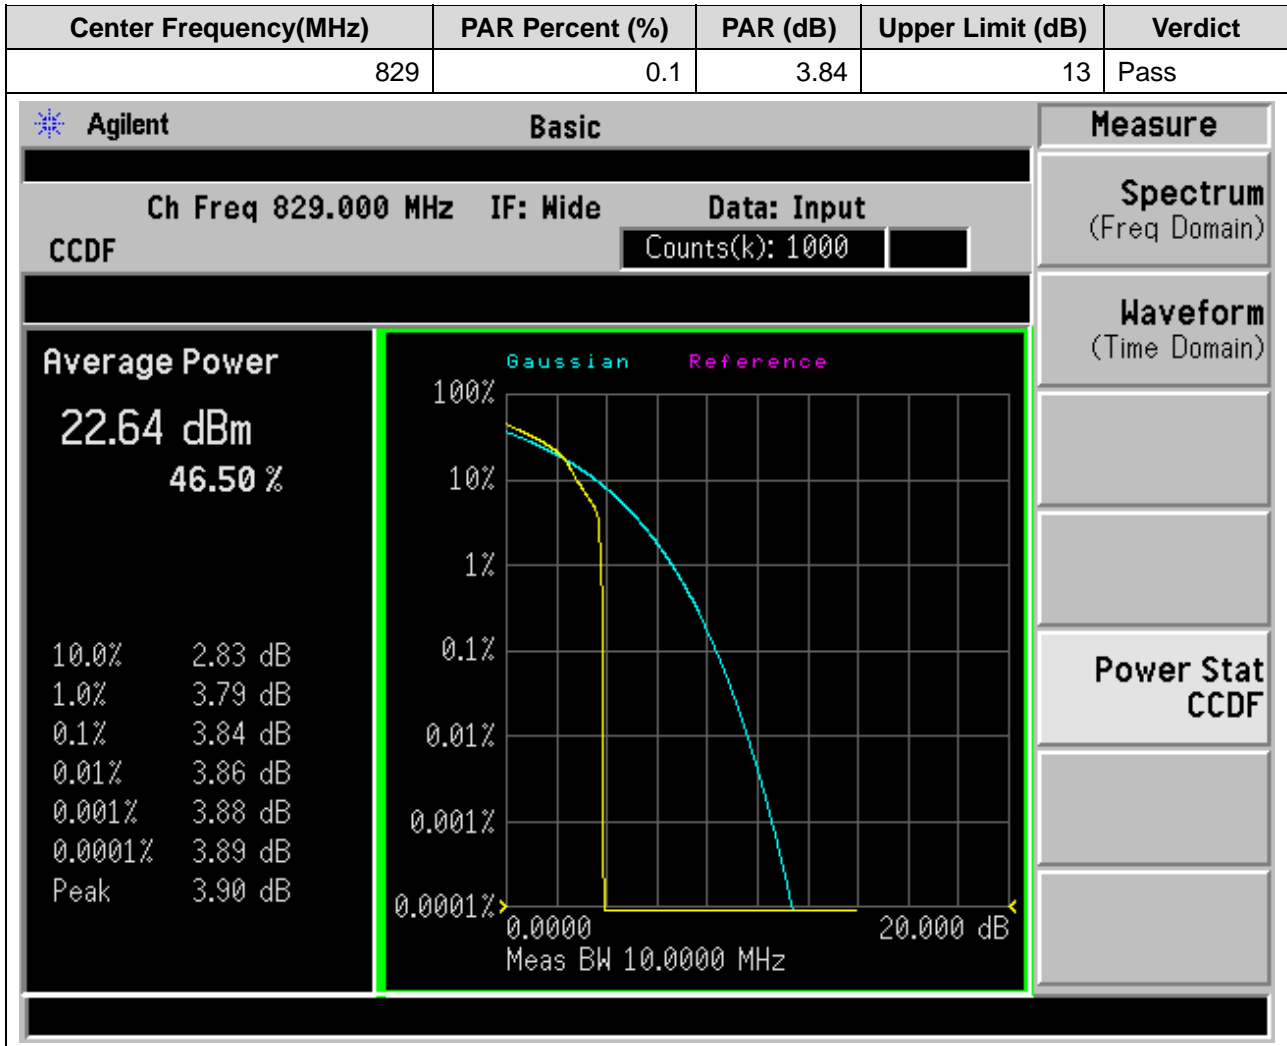 Center Frequency(MHz) PAR Percent (%) PAR (dB) Upper Limit (dB) Verdict
829 0.1 3.84 13 Pass
Agilent Basic Measure
Ch Freq 829.000 MHz IF: Wide Data: Input
CCDF Counts(k): 1000
Spectrum
(Freq Domain)
Waveform
(Time Domain)
Power Stat
CCDF
Average Power
22.64 dBm
46.50 %
10.0% 2.83 dB
1.0% 3.79 dB
0.1% 3.84 dB
0.01% 3.86 dB
0.001% 3.88 dB
0.0001% 3.89 dB
Peak 3.90 dB
Gaussian Reference
100%
10%
1%
0.1%
0.01%
0.001%
0.0001%
0.0000 20.000 dB
Meas BW 10.0000 MHz